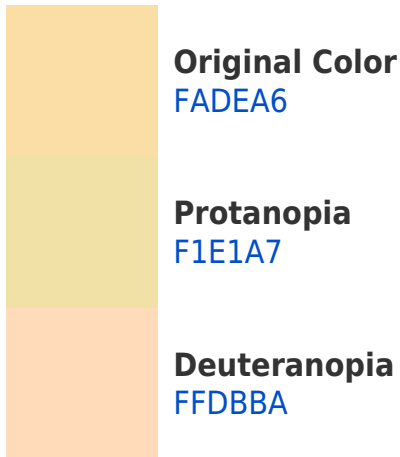 Original Color
FADEA6
Protanopia
F1E1A7
Deuteranopia
FFDBBA